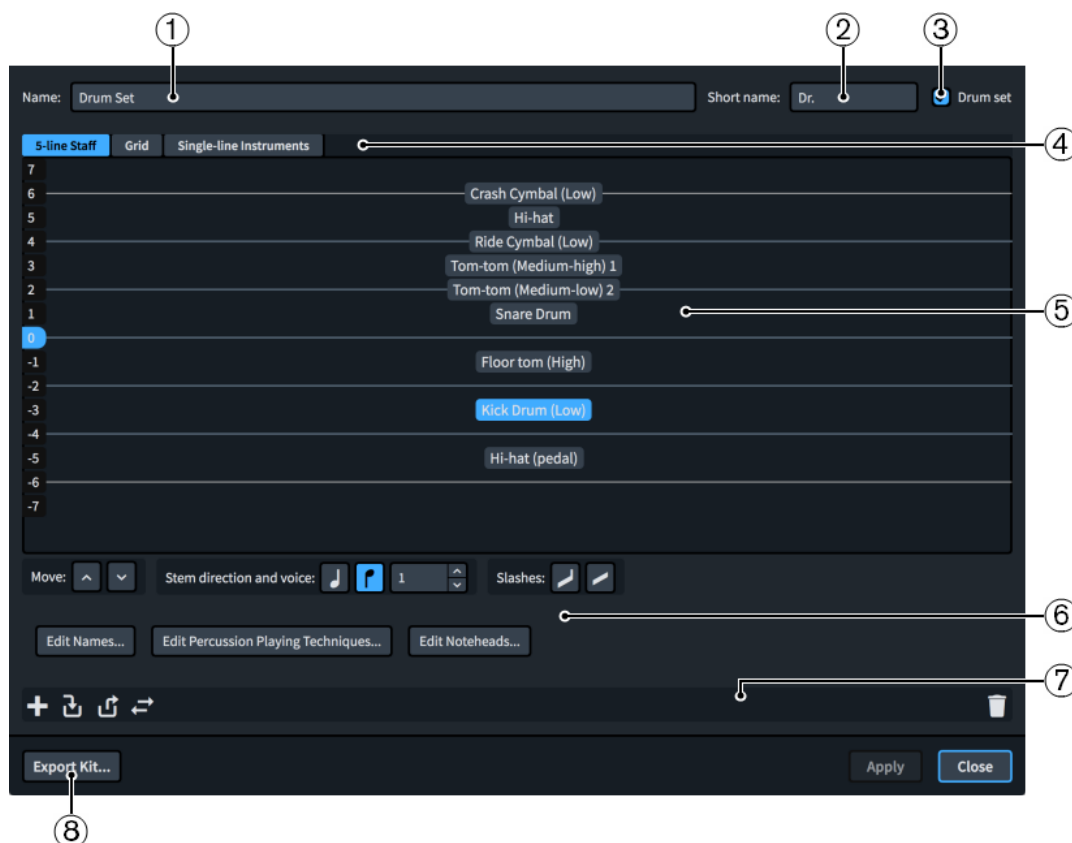 ① ② ③
Name: Drum Set Short name: Dr. Drum set
5-line Staff Grid Single-line Instruments ④
7
6 Crash Cymbal (Low)
5 Hi-hat
4 Ride Cymbal (Low)
3 Tom-tom (Medium-high) 1
2 Tom-tom (Medium-low) 2
1 Snare Drum ⑤
0
-1 Floor tom (High)
-2
-3 Kick Drum (Low)
-4
-5 Hi-hat (pedal)
-6
-7
Move: Stem direction and voice: 1 Slashes:
⑥
Edit Names... Edit Percussion Playing Techniques... Edit Noteheads...
⑦
Export Kit... Apply Close
⑧